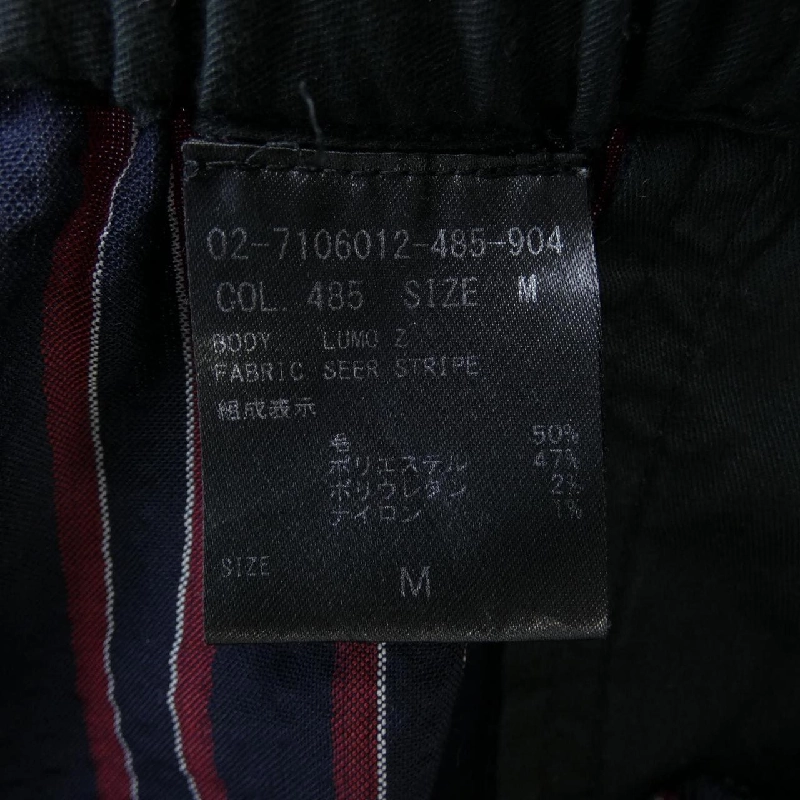 02-7106012-485-904
COL. 485 SIZE M
BODY LUMO Z
FABRIC SEER STRIPE
組成表示
毛 50%
ポリエステル 47%
ポリウレタン 2%
ナイロン 1%
SIZE M